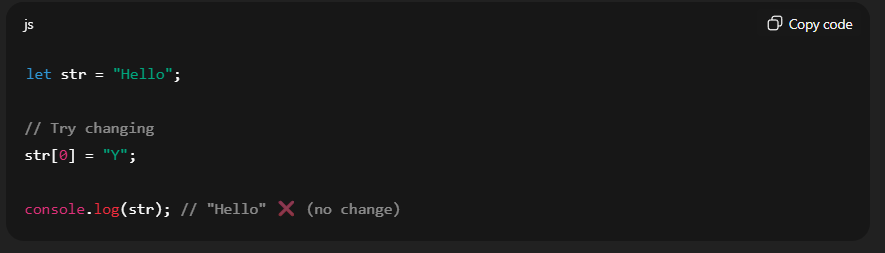 js
Copy code
let str = "Hello";
// Try changing
str[0] = "Y";
console.log(str); // "Hello" ❌ (no change)